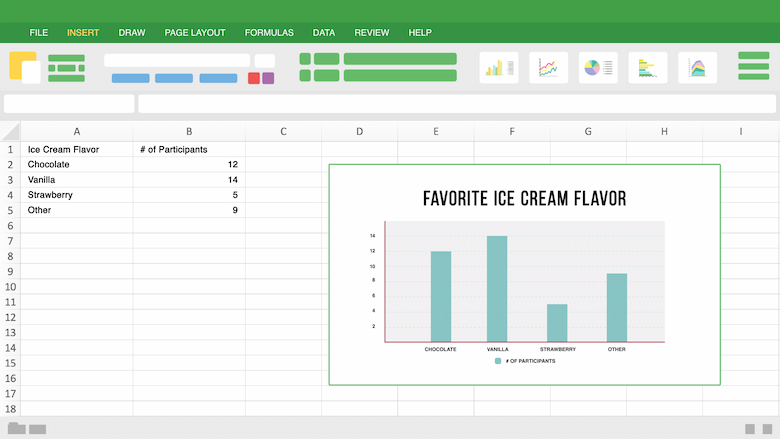 FILE INSERT DRAW PAGE LAYOUT FORMULAS DATA REVIEW HELP
A B C D E F G H I
1 Ice Cream Flavor # of Participants
2 Chocolate 12
3 Vanilla 14
4 Strawberry 5
5 Other 9
6
7
8
9
10
11
12
13
14
15
16
17
18
FAVORITE ICE CREAM FLAVOR
14
12
10
8
6
4
2
CHOCOLATE VANILLA STRAWBERRY OTHER
# OF PARTICIPANTS